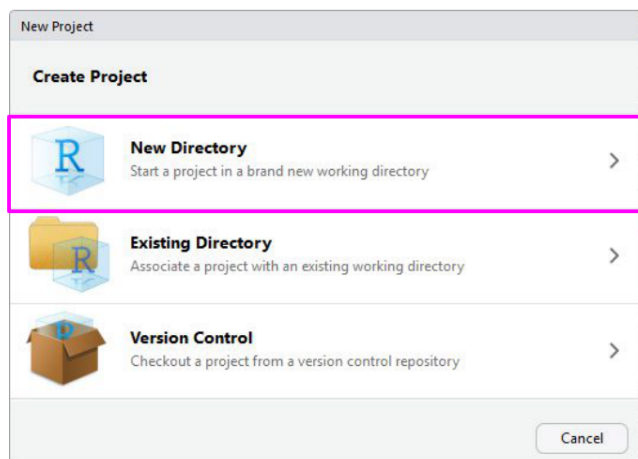 New Project
Create Project
R
New Directory
Start a project in a brand new working directory
R
Existing Directory
Associate a project with an existing working directory
Version Control
Checkout a project from a version control repository
Cancel